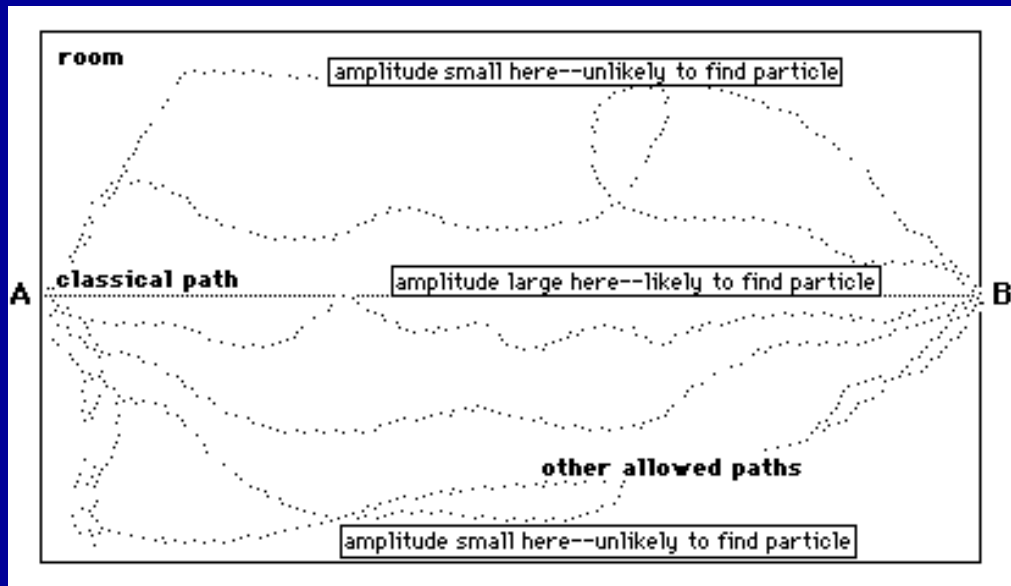 room
amplitude small here--unlikely to find particle
classical path
A
amplitude large here--likely to find particle
B
other allowed paths
amplitude small here--unlikely to find particle